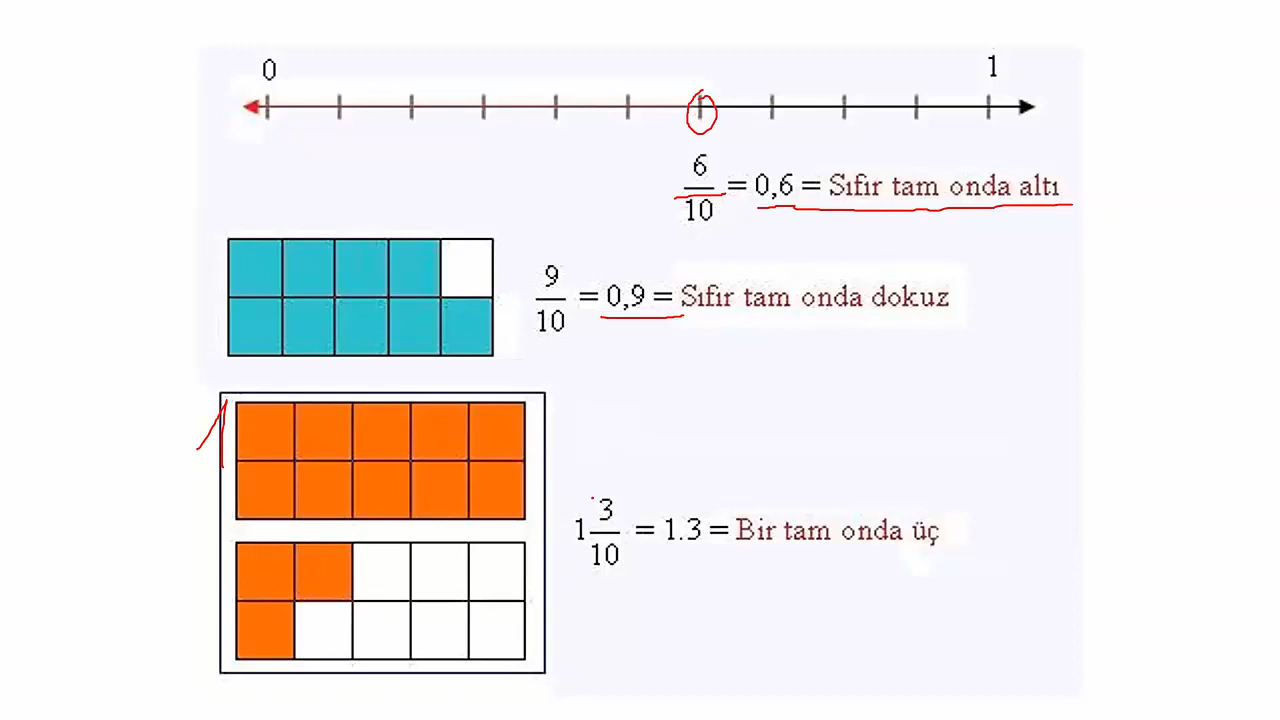 0 1
6/10 = 0,6 = Sıfır tam onda altı
9/10 = 0,9 = Sıfır tam onda dokuz
1
1 3/10 = 1.3 = Bir tam onda üç